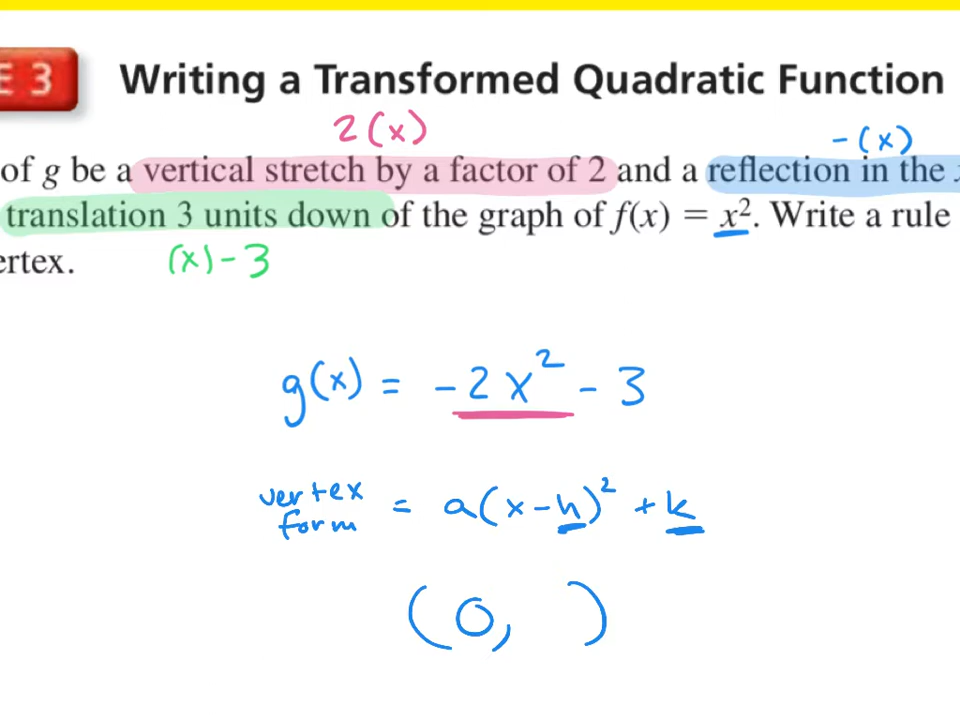 E 3 Writing a Transformed Quadratic Function
2(x) -(x)
of g be a vertical stretch by a factor of 2 and a reflection in the x
translation 3 units down of the graph of f(x) = x². Write a rule
ertex. (x)-3
g(x) = -2x² - 3
vertex form = a(x-h)² + k
(0, )